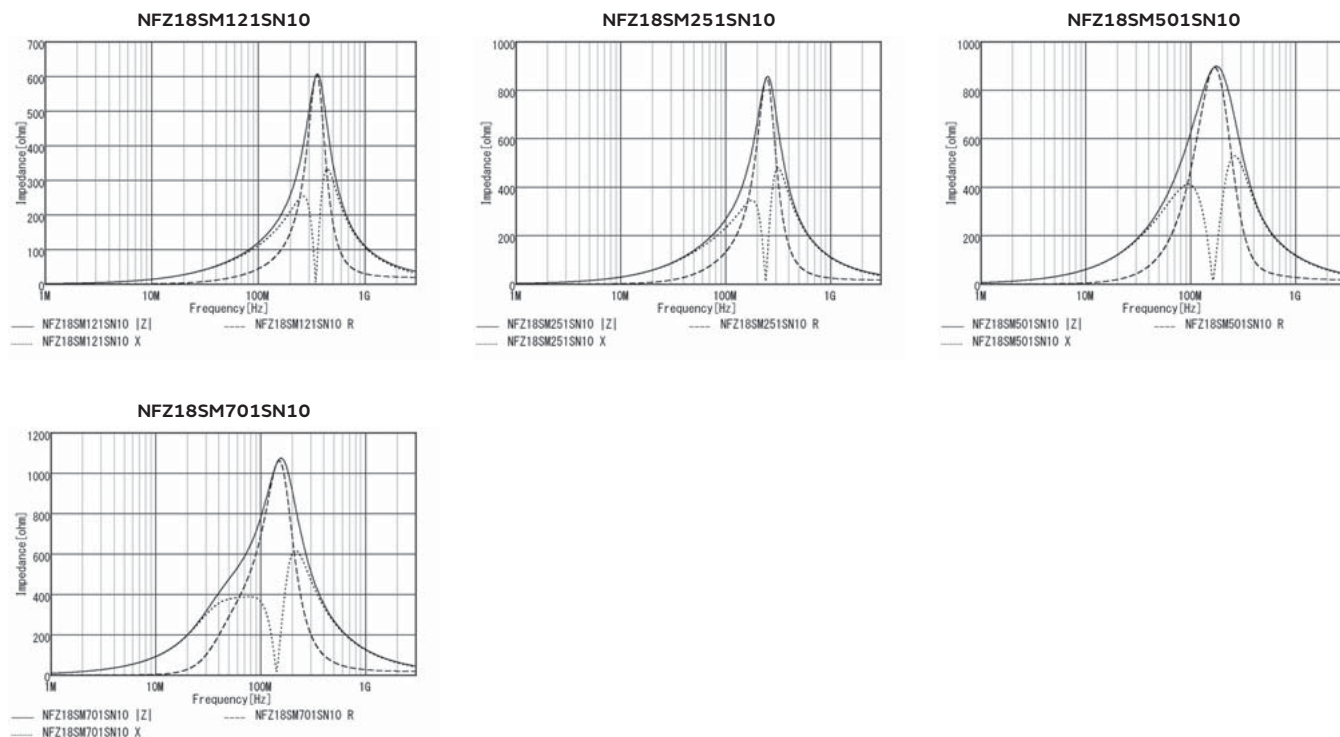 NFZ18SM121SN10
700
600
500
400
300
200
100
0
Impedance[ohm]
1M 10M 100M 1G
Frequency[Hz]
NFZ18SM121SN10 |Z| NFZ18SM121SN10 R
NFZ18SM121SN10 X
NFZ18SM251SN10
1000
800
600
400
200
0
Impedance[ohm]
1M 10M 100M 1G
Frequency[Hz]
NFZ18SM251SN10 |Z| NFZ18SM251SN10 R
NFZ18SM251SN10 X
NFZ18SM501SN10
1000
800
600
400
200
0
Impedance[ohm]
1M 10M 100M 1G
Frequency[Hz]
NFZ18SM501SN10 |Z| NFZ18SM501SN10 R
NFZ18SM501SN10 X
NFZ18SM701SN10
1200
1000
800
600
400
200
0
Impedance[ohm]
1M 10M 100M 1G
Frequency[Hz]
NFZ18SM701SN10 |Z| NFZ18SM701SN10 R
NFZ18SM701SN10 X